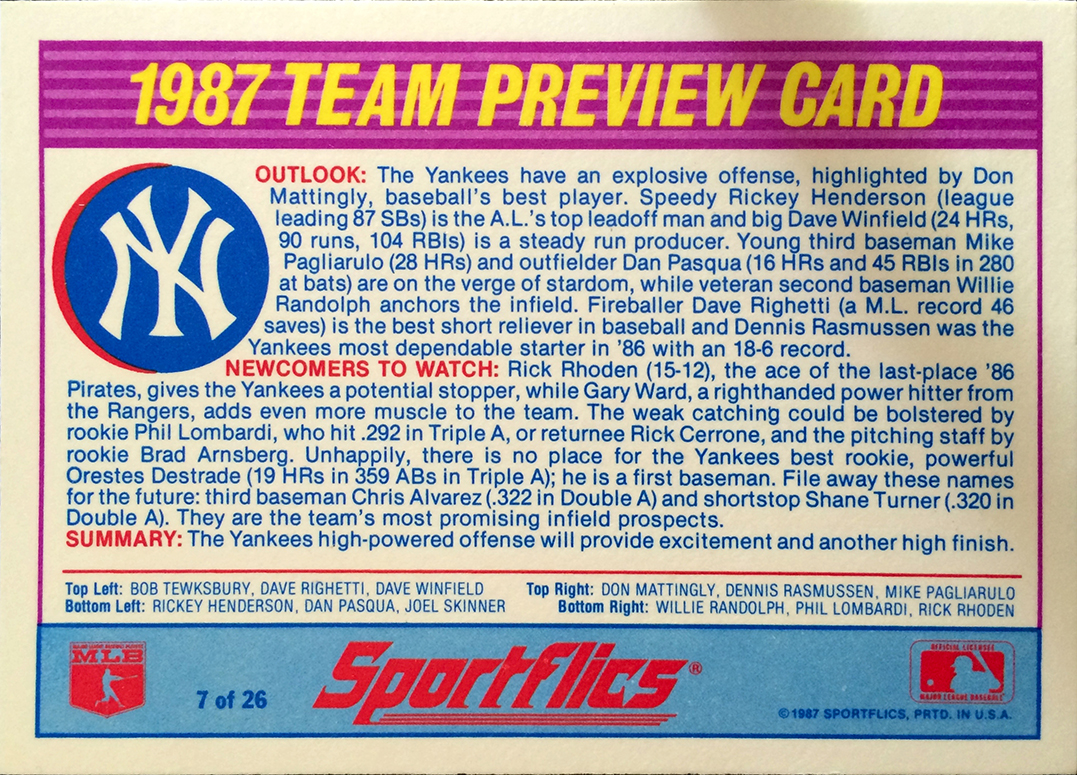 1987 TEAM PREVIEW CARD
OUTLOOK: The Yankees have an explosive offense, highlighted by Don
Mattingly, baseball's best player. Speedy Rickey Henderson (league
leading 87 SBs) is the A.L.'s top leadoff man and big Dave Winfield (24 HRs,
90 runs, 104 RBIs) is a steady run producer. Young third baseman Mike
Pagliarulo (28 HRs) and outfielder Dan Pasqua (16 HRs and 45 RBIs in 280
at bats) are on the verge of stardom, while veteran second baseman Willie
Randolph anchors the infield. Fireballer Dave Righetti (a M.L. record 46
saves) is the best short reliever in baseball and Dennis Rasmussen was the
Yankees most dependable starter in '86 with an 18-6 record.
NEWCOMERS TO WATCH: Rick Rhoden (15-12), the ace of the last-place '86
Pirates, gives the Yankees a potential stopper, while Gary Ward, a righthanded power hitter from
the Rangers, adds even more muscle to the team. The weak catching could be bolstered by
rookie Phil Lombardi, who hit .292 in Triple A, or returnee Rick Cerrone, and the pitching staff by
rookie Brad Arnsberg. Unhappily, there is no place for the Yankees best rookie, powerful
Orestes Destrade (19 HRs in 359 ABs in Triple A); he is a first baseman. File away these names
for the future: third baseman Chris Alvarez (.322 in Double A) and shortstop Shane Turner (.320 in
Double A). They are the team's most promising infield prospects.
SUMMARY: The Yankees high-powered offense will provide excitement and another high finish.
Top Left: BOB TEWKSBURY, DAVE RIGHETTI, DAVE WINFIELD
Top Right: DON MATTINGLY, DENNIS RASMUSSEN, MIKE PAGLIARULO
Bottom Left: RICKEY HENDERSON, DAN PASQUA, JOEL SKINNER
Bottom Right: WILLIE RANDOLPH, PHIL LOMBARDI, RICK RHODEN
MLB
7 of 26
Sportflics®
OFFICIAL LICENSEE
MAJOR LEAGUE BASEBALL
©1987 SPORTFLICS, PRTD. IN U.S.A.